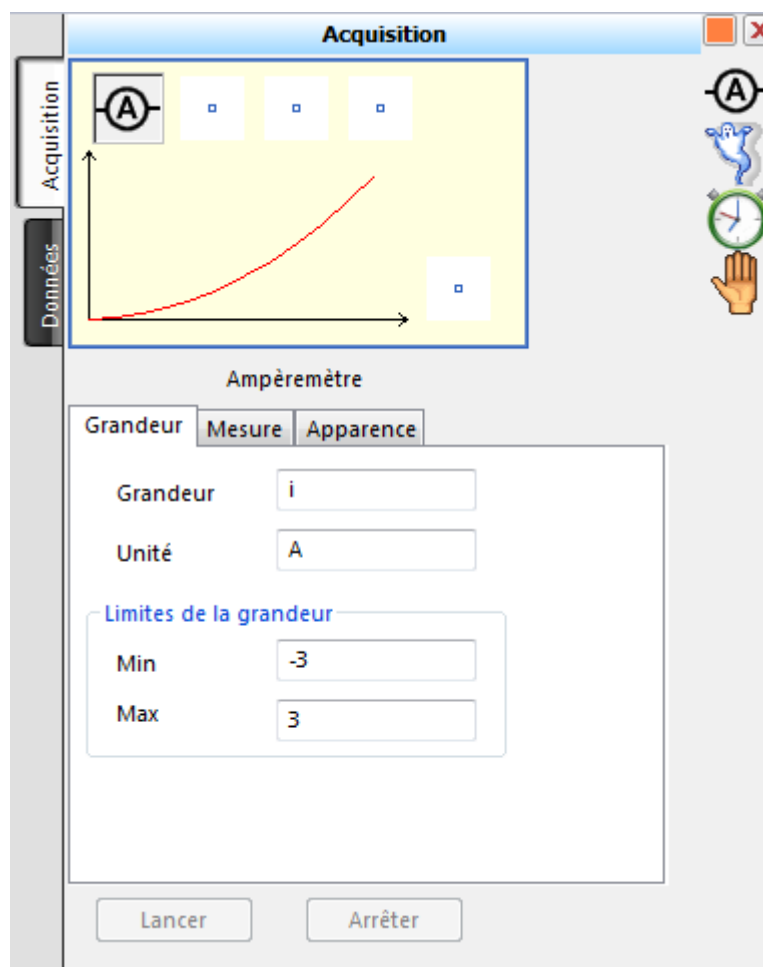 Acquisition
Acquisition
Données
A
A
Ampèremètre
Grandeur Mesure Apparence
Grandeur i
Unité A
Limites de la grandeur
Min -3
Max 3
Lancer Arrêter